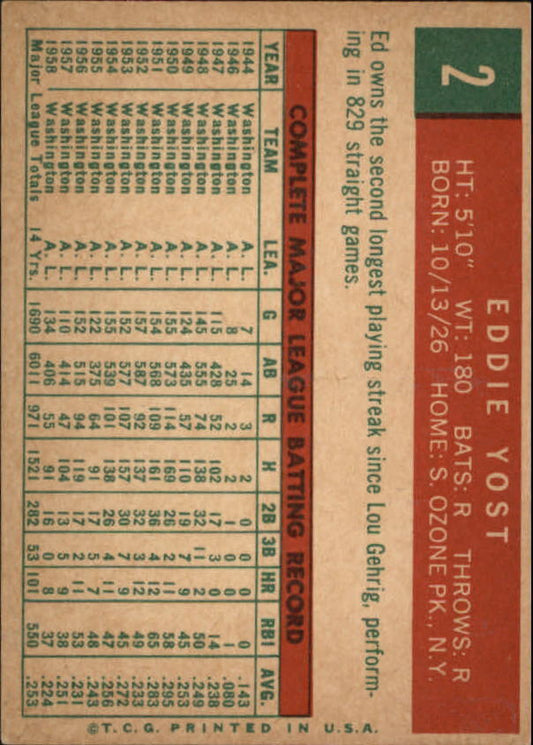 2
EDDIE YOST
HT: 5'10" WT: 180 BATS: R THROWS: R
BORN: 10/13/26 HOME: S. OZONE PK., N.Y.
Ed owns the second longest playing streak since Lou Gehrig, perform-
ing in 829 straight games.
COMPLETE MAJOR LEAGUE BATTING RECORD
YEAR TEAM LEA. G AB R H 2B 3B HR RBI AVG.
1944 Washington A. L. 7 14 3 2 0 0 0 0 .143
1946 Washington A. L. 8 25 2 2 1 0 0 1 .080
1947 Washington A. L. 115 428 52 102 17 3 0 14 .238
1948 Washington A. L. 145 555 74 138 32 11 2 50 .249
1949 Washington A. L. 124 435 57 110 19 7 9 45 .253
1950 Washington A. L. 155 573 114 169 26 2 11 58 .295
1951 Washington A. L. 154 568 109 161 36 4 12 65 .283
1952 Washington A. L. 157 587 92 137 32 3 12 49 .233
1953 Washington A. L. 152 577 107 157 30 7 9 45 .272
1954 Washington A. L. 155 539 101 138 26 4 11 47 .256
1955 Washington A. L. 122 375 64 91 17 5 7 48 .243
1956 Washington A. L. 152 515 94 119 17 2 11 53 .231
1957 Washington A. L. 110 414 47 104 13 5 9 38 .251
1958 Washington A. L. 134 406 55 91 16 0 8 37 .224
Major League Totals 14 Yrs. 1690 6011 971 1521 282 53 101 550 .253
©T. C. G. PRINTED IN U.S.A.